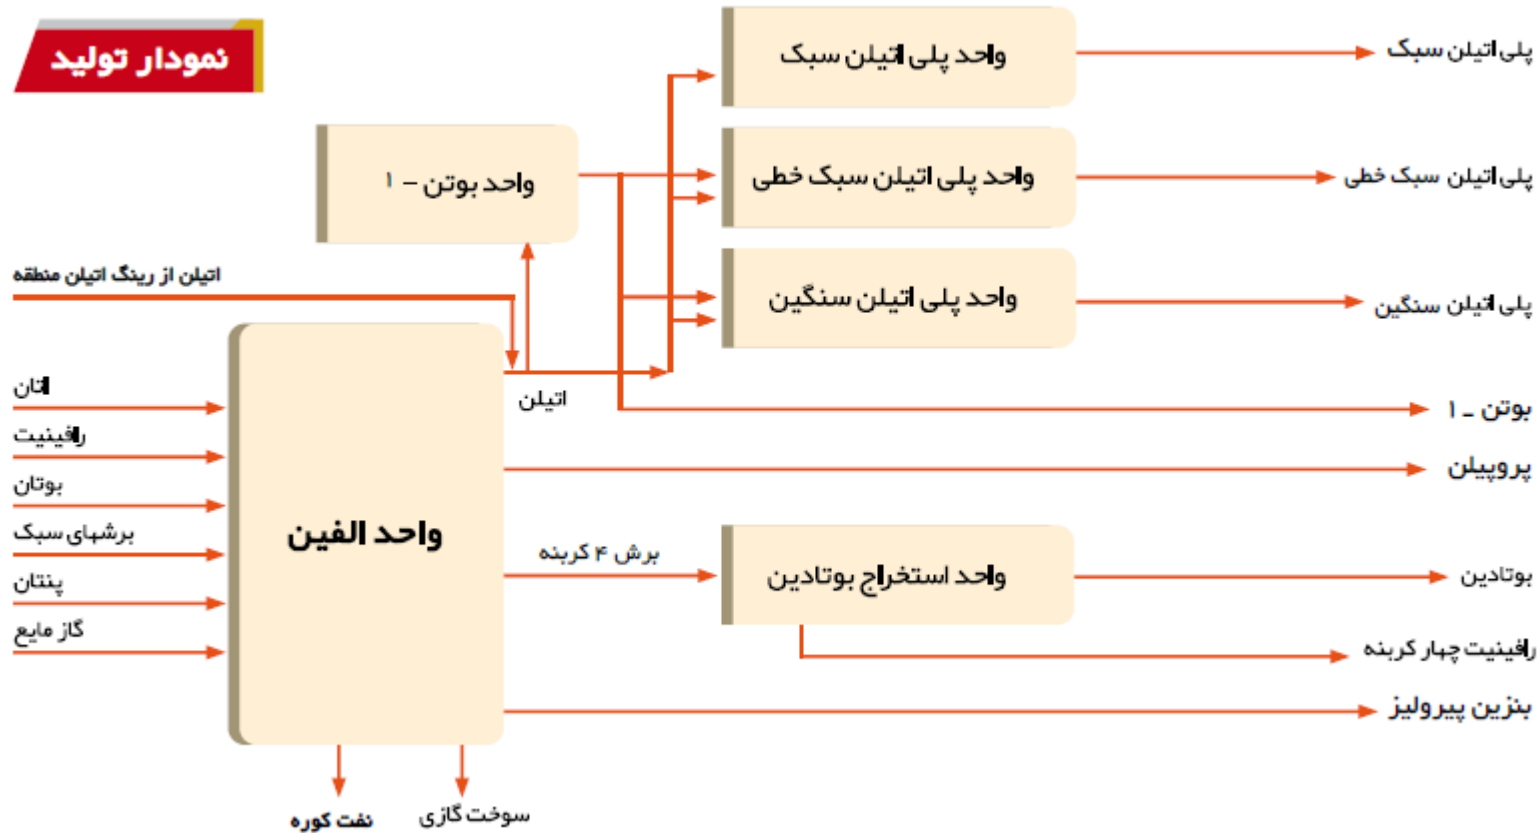 نمودار تولید
واحد پلی اتیلن سبک
پلی اتیلن سبک
واحد بوتن – ۱
واحد پلی اتیلن سبک خطی
پلی اتیلن سبک خطی
اتیلن از رینگ اتیلن منطقه
واحد پلی اتیلن سنگین
پلی اتیلن سنگین
اتان
رافینیت
بوتان
برشهای سبک
پنتان
گاز مایع
واحد الفین
اتیلن
بوتن – ۱
پروپیلن
برش ۴ کربنه
واحد استخراج بوتادین
بوتادین
رافینیت چهار کربنه
بنزین پیرولیز
سوخت گازی
نفت کوره